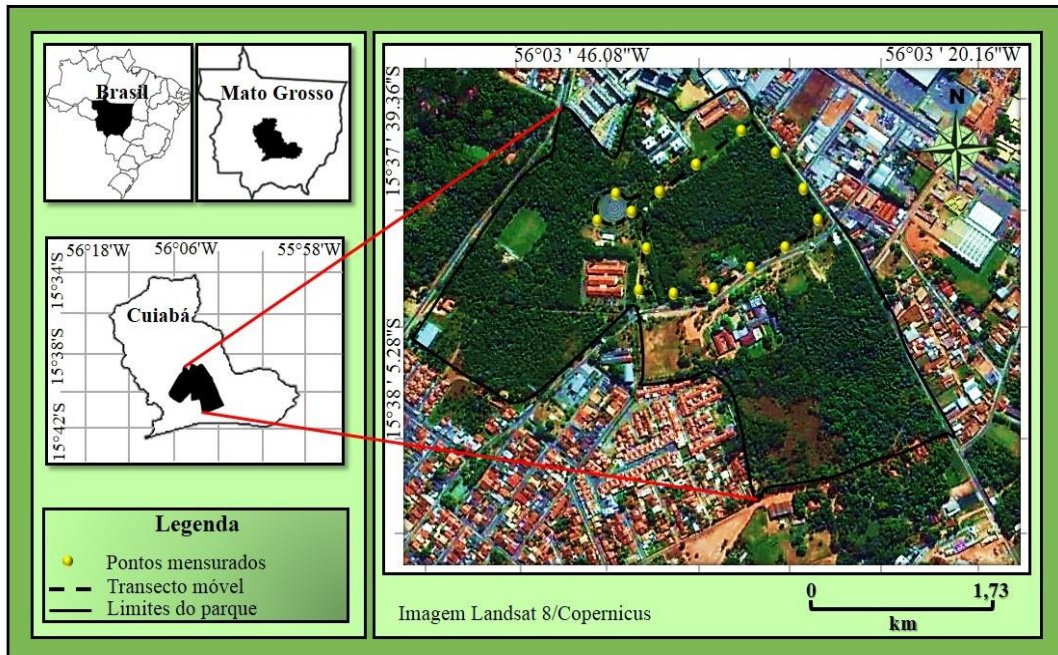 Brasil
Mato Grosso
56°18'W 56°06'W 55°58'W
15°34'S
15°38'S
15°42'S
Cuiabá
Legenda
Pontos mensurados
Transecto móvel
Limites do parque
56°03 ' 46.08"W 56°03 ' 20.16"W
15°37 ' 39.36"S
15°38 ' 5.28"S
N
Imagem Landsat 8/Copernicus
0 1,73
km